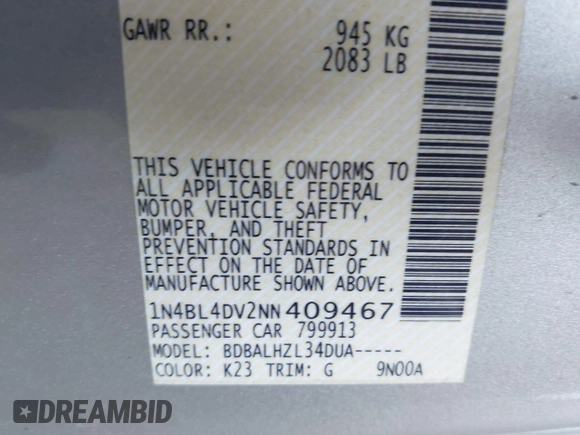 GAWR RR.: 945 KG
2083 LB
THIS VEHICLE CONFORMS TO
ALL APPLICABLE FEDERAL
MOTOR VEHICLE SAFETY,
BUMPER, AND THEFT
PREVENTION STANDARDS IN
EFFECT ON THE DATE OF
MANUFACTURE SHOWN ABOVE.
1N4BL4DV2NN409467
PASSENGER CAR 799913
MODEL: BDBALHZL34DUA-----
COLOR: K23 TRIM: G 9N00A
DREAMBID